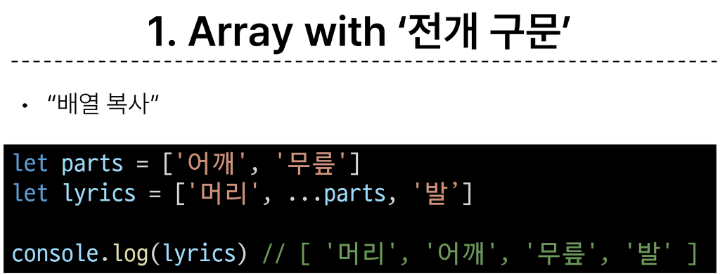 1. Array with ‘전개 구문’
• “배열 복사”
let parts = ['어깨', '무릎']
let lyrics = ['머리', ...parts, '발’]
console.log(lyrics) // [ '머리', '어깨', '무릎', '발' ]